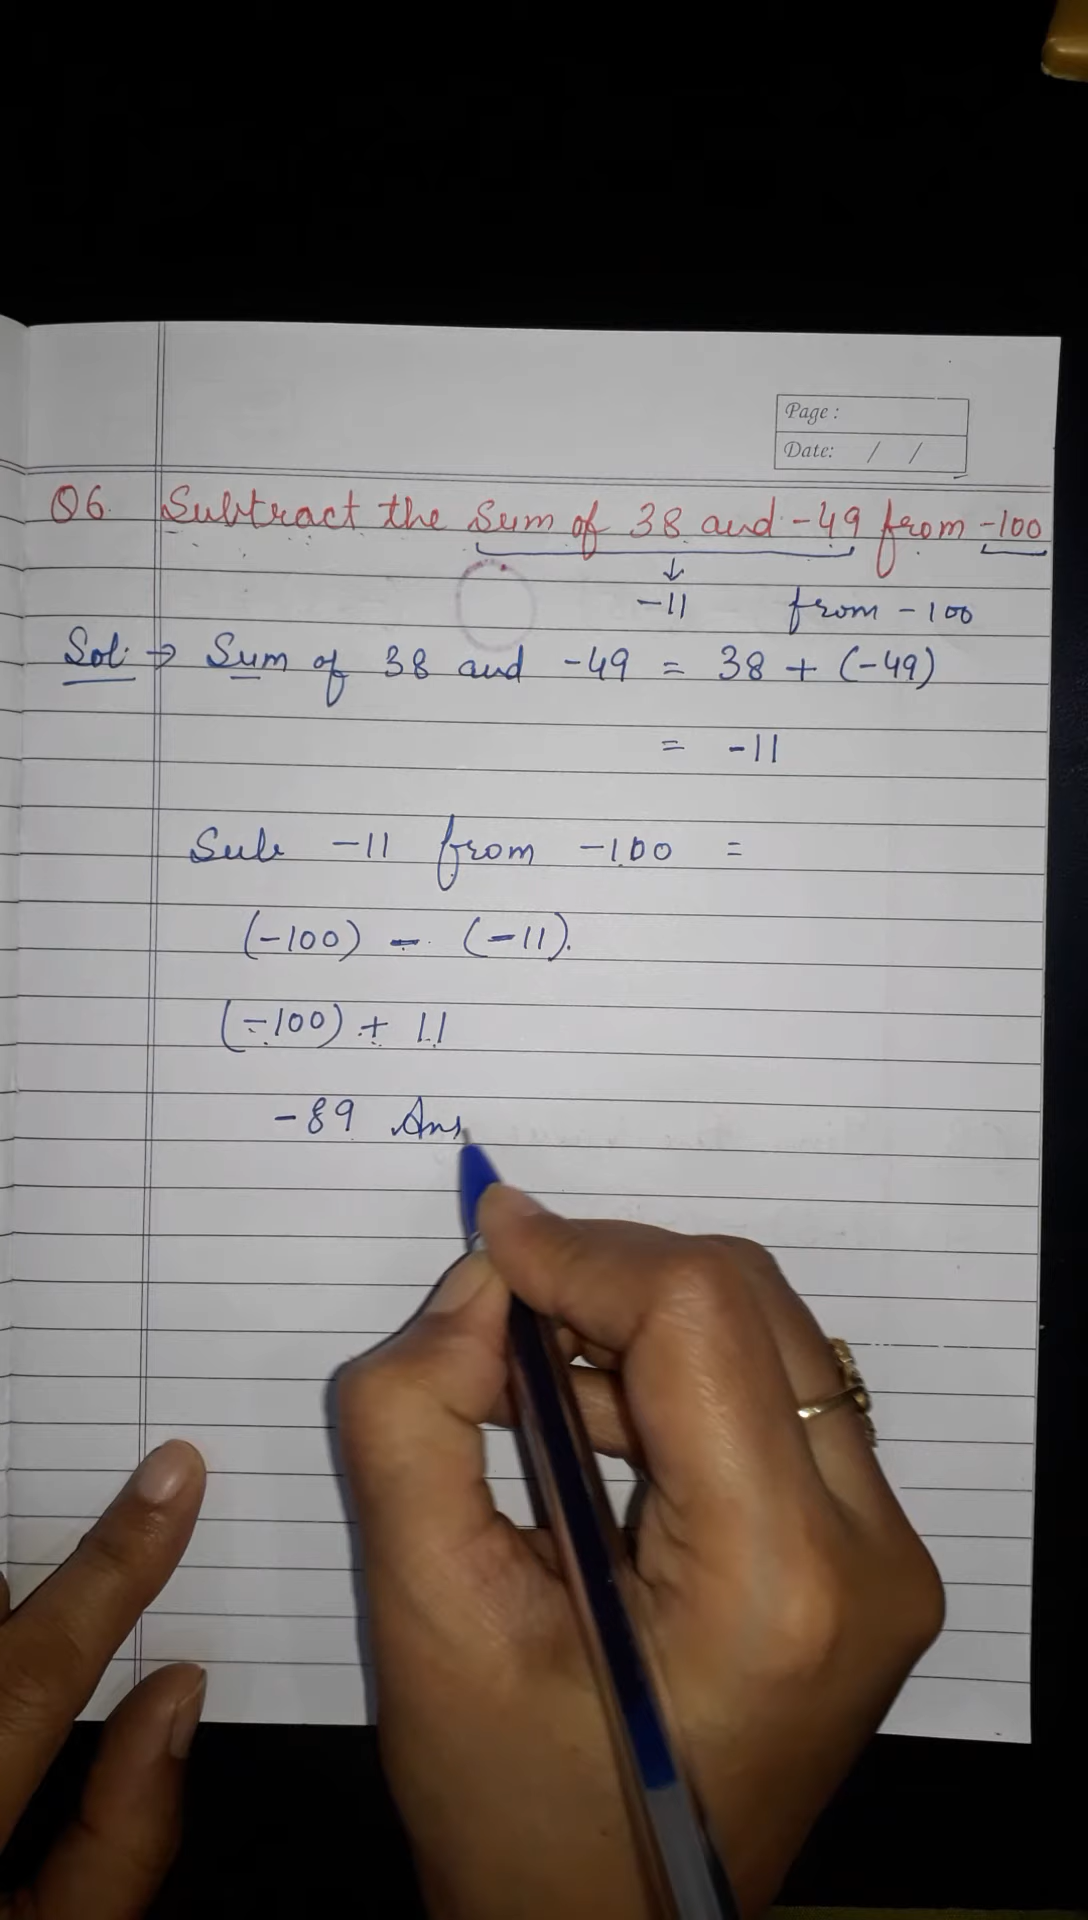 Page :
Date: / /
Q6. Subtract the sum of 38 and -49 from -100
↓
-11 from -100
Sol: → Sum of 38 and -49 = 38 + (-49)
= -11
Sub -11 from -100 =
(-100) - (-11).
(-100) + 11
-89 Ans